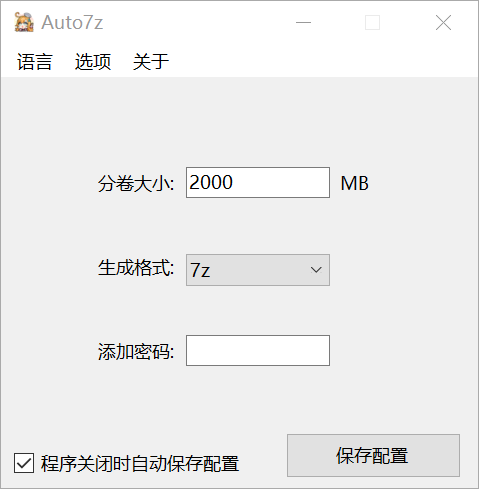 Auto7z
语言 选项 关于
分卷大小: 2000 MB
生成格式: 7z
添加密码:
程序关闭时自动保存配置 保存配置